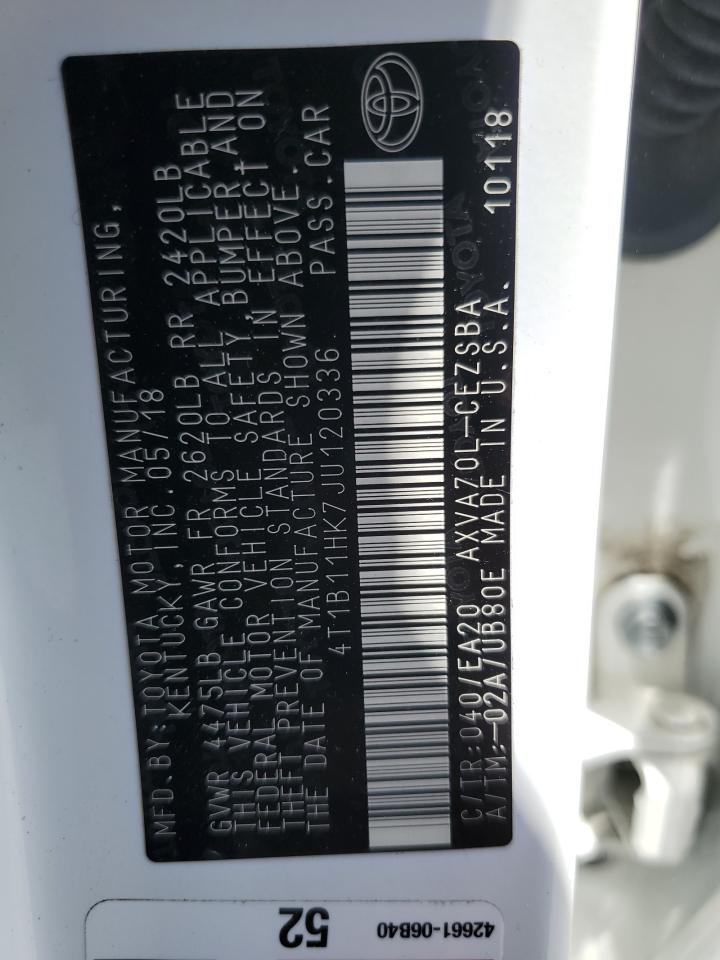 MFD.BY:TOYOTA MOTOR MANUFACTURING,
KENTUCKY, INC.05/18
GVWR 4475LB GAWR FR 2620LB RR 2420LB
THIS VEHICLE CONFORMS TO ALL APPLICABLE
FEDERAL MOTOR VEHICLE SAFETY,BUMPER AND
THEFT PREVENTION STANDARDS IN EFFECT ON
THE DATE OF MANUFACTURE SHOWN ABOVE.
4T1B11HK7JU120336 PASS.CAR
C/TR:040/EA20 AXVA70L-CEZSBA 10118
A/TM:-02A/UB80E MADE IN U.S.A.
52
42661-06B40